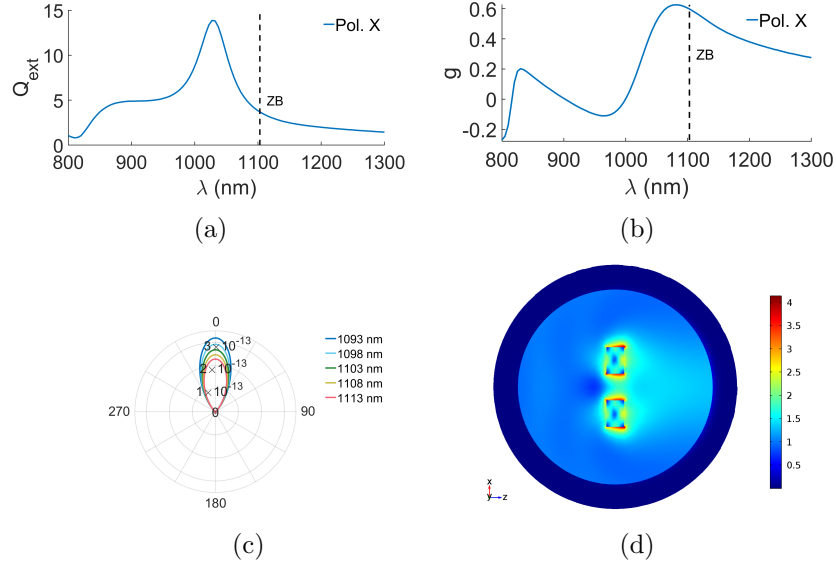 15
10
5
0
Q_ext
Pol. X
ZB
800 900 1000 1100 1200 1300
λ (nm)
(a)
0.6
0.4
0.2
0
-0.2
g
Pol. X
ZB
800 900 1000 1100 1200 1300
λ (nm)
(b)
0
3×10^-13
2×10^-13
1×10^-13
0
270
90
180
1093 nm
1098 nm
1103 nm
1108 nm
1113 nm
(c)
4
3.5
3
2.5
2
1.5
1
0.5
x
y z
(d)